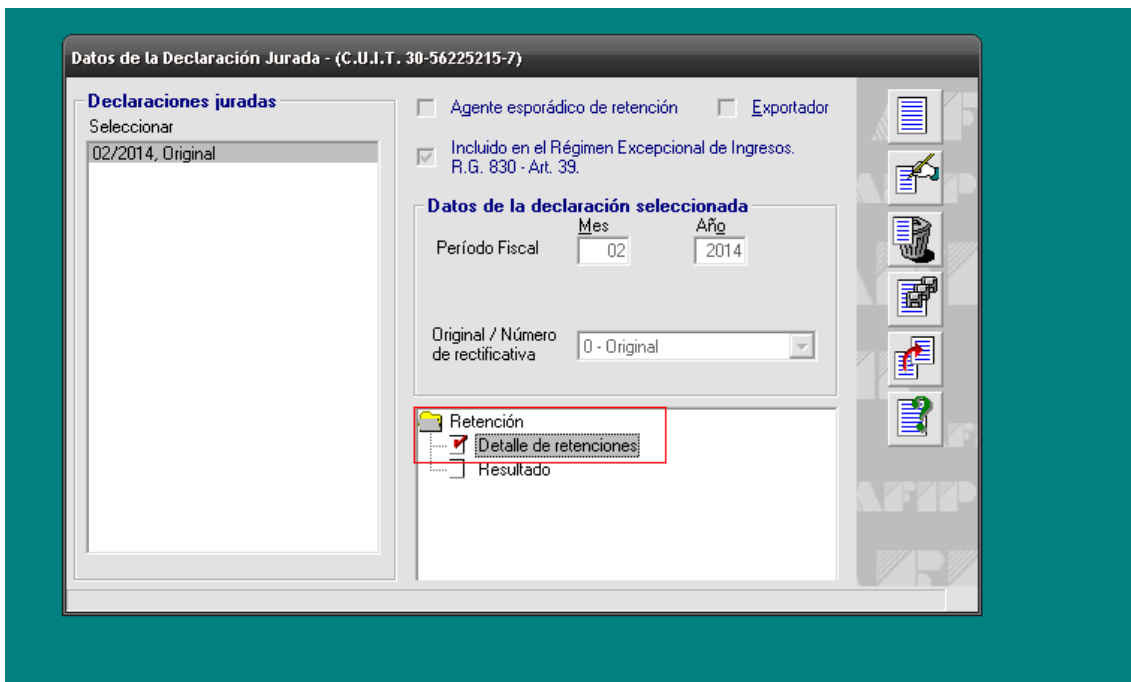 Datos de la Declaración Jurada - (C.U.I.T. 30-56225215-7)
Declaraciones juradas
Seleccionar
02/2014, Original
Agente esporádico de retención
Exportador
Incluido en el Régimen Excepcional de Ingresos.
R.G. 830 - Art. 39.
Datos de la declaración seleccionada
Mes
Año
Período Fiscal
02
2014
Original / Número
de rectificativa
0 - Original
Retención
Detalle de retenciones
Resultado
AFIP